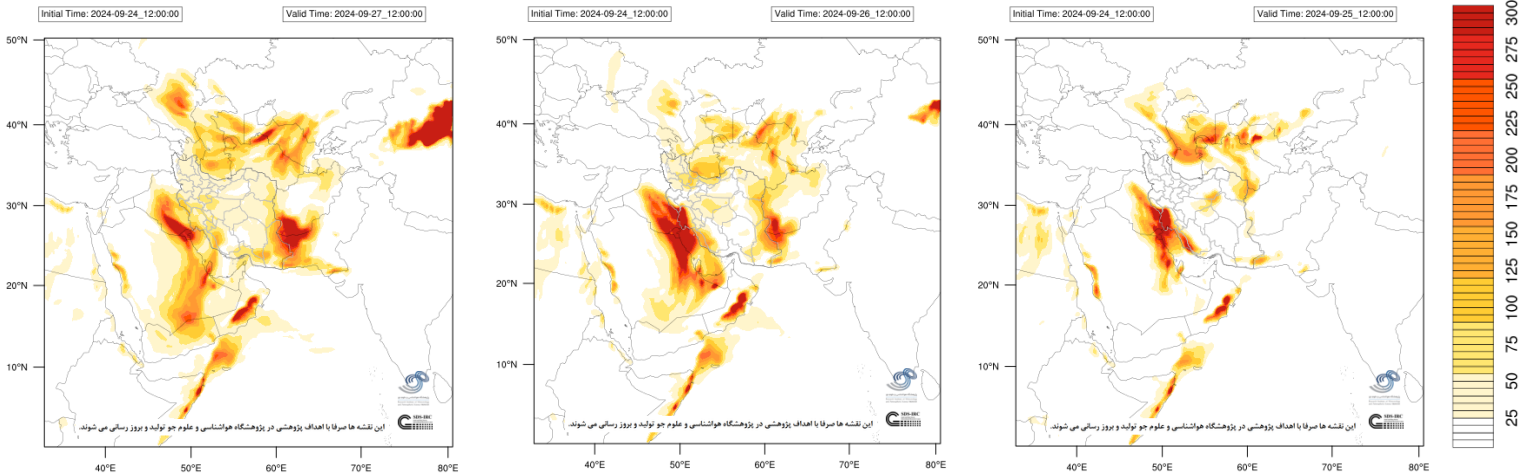 Initial Time: 2024-09-24_12:00:00 Valid Time: 2024-09-27_12:00:00
50°N
40°N
30°N
20°N
10°N
40°E 50°E 60°E 70°E 80°E
SDS-IRC
این نقشه ها صرفا با اهداف پژوهشی در پژوهشگاه هواشناسی و علوم جو تولید و بروز رسانی می شوند.
Initial Time: 2024-09-24_12:00:00 Valid Time: 2024-09-26_12:00:00
50°N
40°N
30°N
20°N
10°N
40°E 50°E 60°E 70°E 80°E
SDS-IRC
این نقشه ها صرفا با اهداف پژوهشی در پژوهشگاه هواشناسی و علوم جو تولید و بروز رسانی می شوند.
Initial Time: 2024-09-24_12:00:00 Valid Time: 2024-09-25_12:00:00
50°N
40°N
30°N
20°N
10°N
40°E 50°E 60°E 70°E 80°E
SDS-IRC
این نقشه ها صرفا با اهداف پژوهشی در پژوهشگاه هواشناسی و علوم جو تولید و بروز رسانی می شوند.
300
275
250
225
200
175
150
125
100
75
50
25